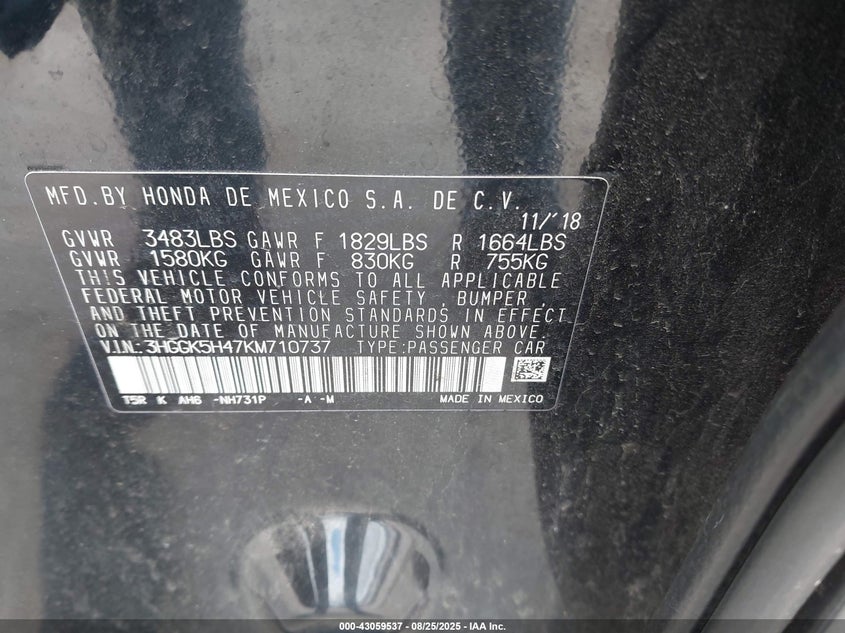 MFD.BY HONDA DE MEXICO S.A. DE C.V.
11/'18
GVWR 3483LBS GAWR F 1829LBS R 1664LBS
GVWR 1580KG GAWR F 830KG R 755KG
THIS VEHICLE CONFORMS TO ALL APPLICABLE
FEDERAL MOTOR VEHICLE SAFETY, BUMPER,
AND THEFT PREVENTION STANDARDS IN EFFECT
ON THE DATE OF MANUFACTURE SHOWN ABOVE.
V.I.N.:3HGGK5H47KM710737 TYPE:PASSENGER CAR
T5R K AH6 -NH731P -A -M MADE IN MEXICO
000-43059537 - 08/25/2025 - IAA Inc.